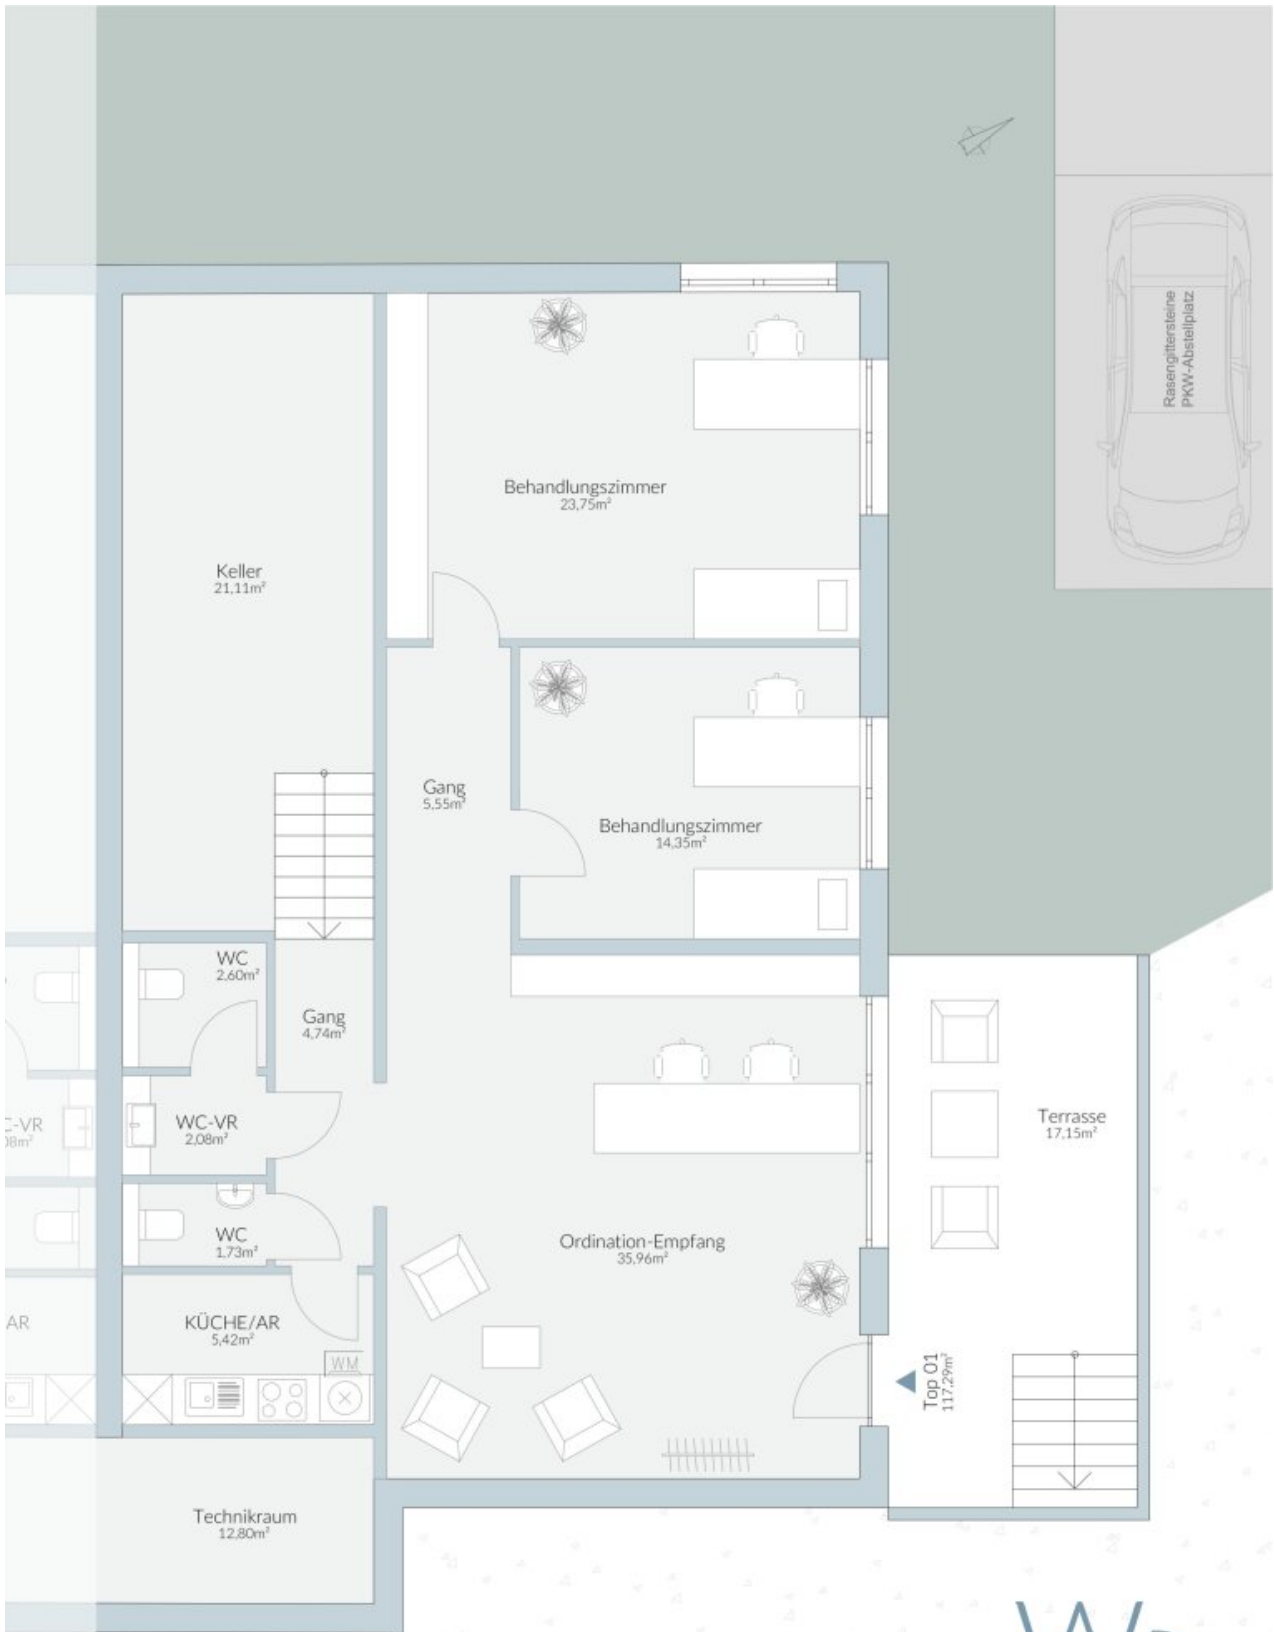 Rasengittersteine
PKW-Abstellplatz
Behandlungszimmer
23,75m²
Keller
21,11m²
Gang
5,55m²
Behandlungszimmer
14,35m²
WC
2,60m²
Gang
4,74m²
C-VR
08m²
WC-VR
2,08m²
Terrasse
17,15m²
WC
1,73m²
Ordination-Empfang
35,96m²
AR
KÜCHE/AR
5,42m²
WM
Top 01
117,29m²
Technikraum
12,80m²